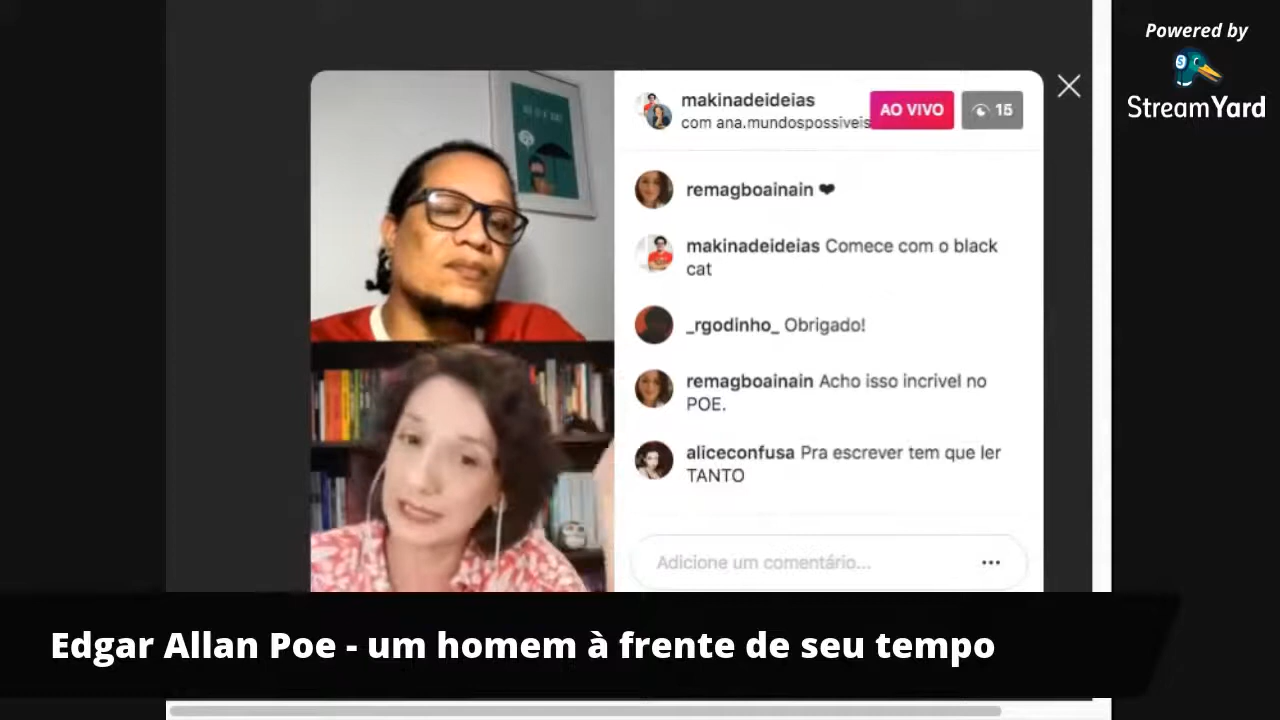 Powered by
StreamYard
makinadeideias
com ana.mundospossiveis
AO VIVO
15
remagboainain ❤
makinadeideias Comece com o black
cat
_rgodinho_ Obrigado!
remagboainain Acho isso incrivel no
POE.
aliceconfusa Pra escrever tem que ler
TANTO
Adicione um comentário...
Edgar Allan Poe - um homem à frente de seu tempo